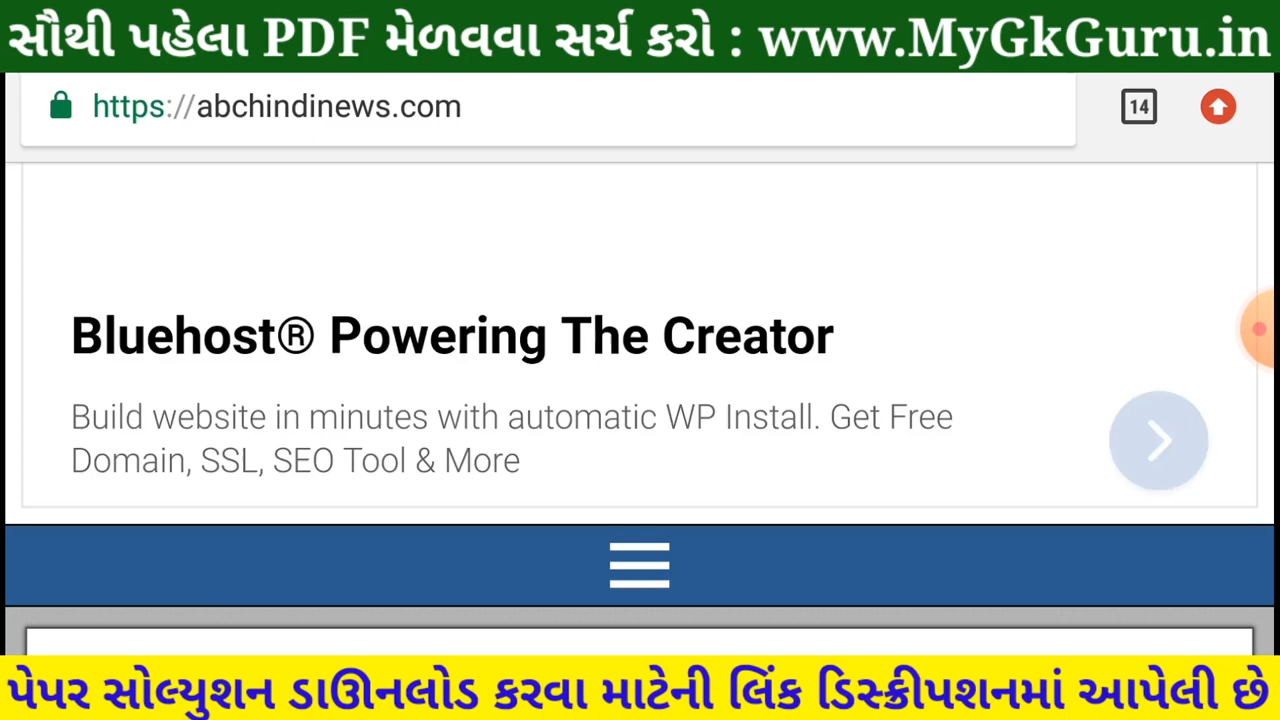 સૌથી પહેલા PDF મેળવવા સર્ચ કરો : www.MyGkGuru.in
https://abchindinews.com
14
Bluehost® Powering The Creator
Build website in minutes with automatic WP Install. Get Free
Domain, SSL, SEO Tool & More
પેપર સોલ્યુશન ડાઊનલોડ કરવા માટેની લિંક ડિસ્ક્રીપશનમાં આપેલી છે